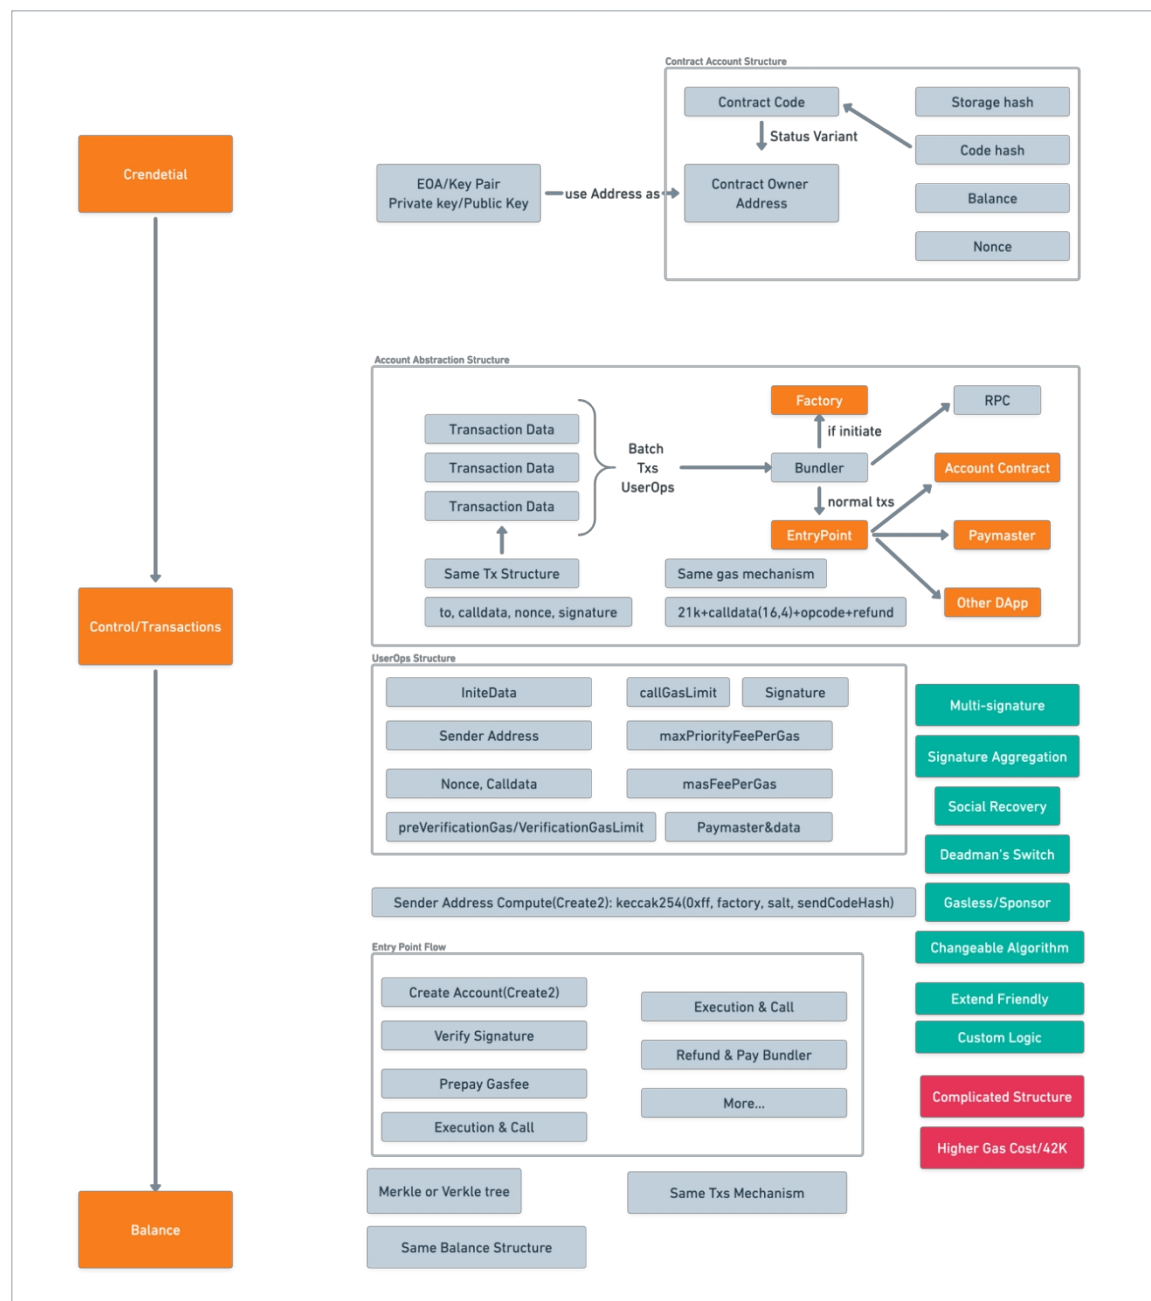 Contract Account Structure
Contract Code
Storage hash
Status Variant
Code hash
Crendetial
EOA/Key Pair
Private key/Public Key
use Address as
Contract Owner
Address
Balance
Nonce
Account Abstraction Structure
Factory
RPC
Transaction Data
if initiate
Transaction Data
Batch
Txs
UserOps
Bundler
Account Contract
Transaction Data
normal txs
EntryPoint
Paymaster
Same Tx Structure
Same gas mechanism
to, calldata, nonce, signature
21k+calldata(16,4)+opcode+refund
Other DApp
Control/Transactions
UserOps Structure
IniteData
callGasLimit
Signature
Sender Address
maxPriorityFeePerGas
Nonce, Calldata
masFeePerGas
preVerificationGas/VerificationGasLimit
Paymaster&data
Multi-signature
Signature Aggregation
Social Recovery
Deadman's Switch
Gasless/Sponsor
Changeable Algorithm
Extend Friendly
Custom Logic
Complicated Structure
Higher Gas Cost/42K
Sender Address Compute(Create2): keccak254(0xff, factory, salt, sendCodeHash)
Entry Point Flow
Create Account(Create2)
Verify Signature
Prepay Gasfee
Execution & Call
Execution & Call
Refund & Pay Bundler
More...
Merkle or Verkle tree
Same Txs Mechanism
Balance
Same Balance Structure